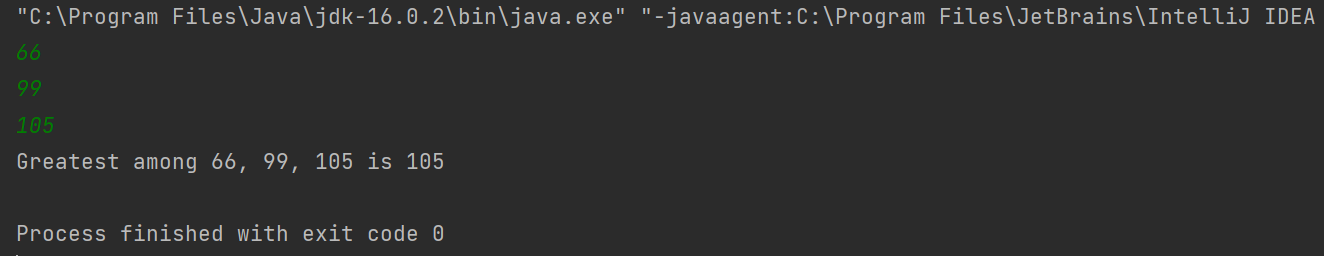 "C:\Program Files\Java\jdk-16.0.2\bin\java.exe" "-javaagent:C:\Program Files\JetBrains\IntelliJ IDEA
66
99
105
Greatest among 66, 99, 105 is 105
Process finished with exit code 0